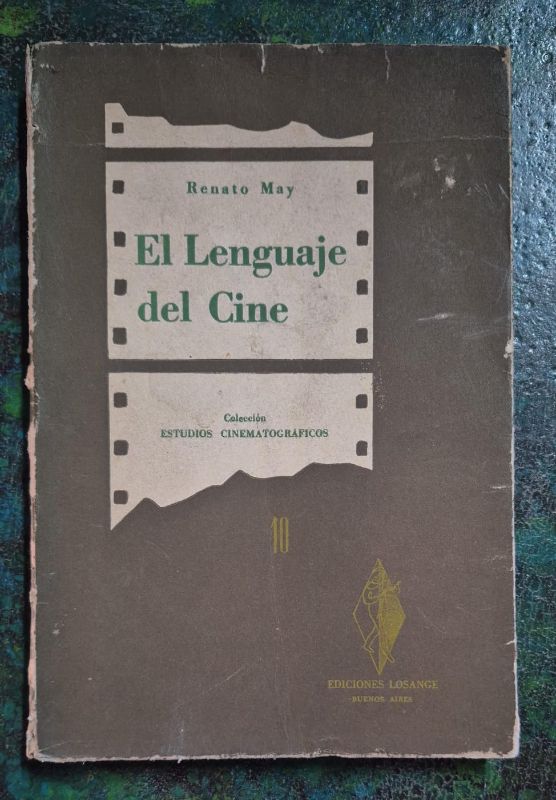 Renato May
El Lenguaje
del Cine
Colección
ESTUDIOS CINEMATOGRÁFICOS
10
EDICIONES LOSANGE
BUENOS AIRES